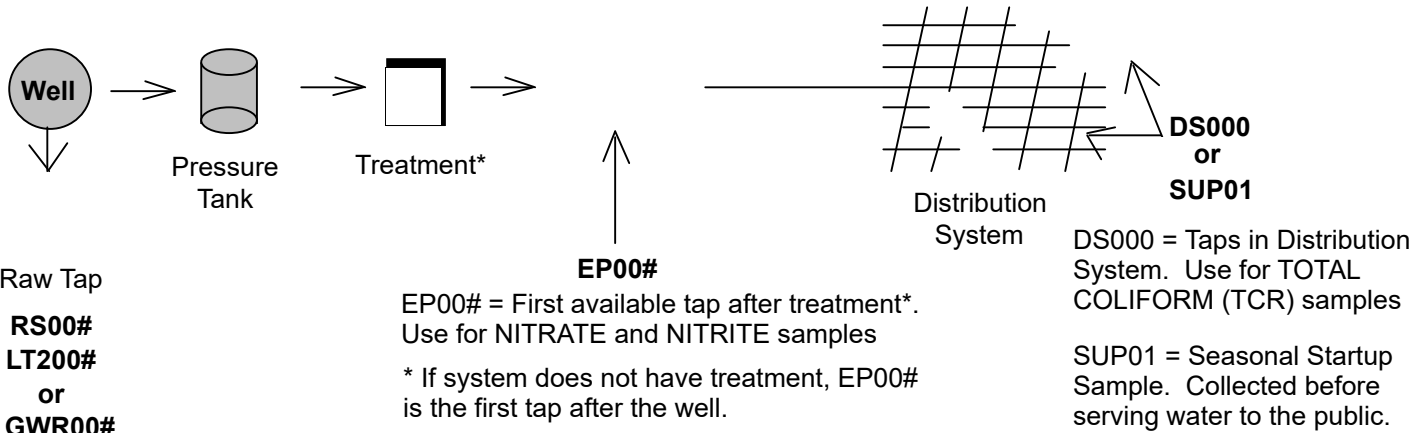 Well
Pressure
Tank
Treatment*
Distribution
System
DS000
or
SUP01
Raw Tap
RS00#
LT200#
or
GWR00#
EP00#
EP00# = First available tap after treatment*.
Use for NITRATE and NITRITE samples
* If system does not have treatment, EP00#
is the first tap after the well.
DS000 = Taps in Distribution
System. Use for TOTAL
COLIFORM (TCR) samples
SUP01 = Seasonal Startup
Sample. Collected before
serving water to the public.